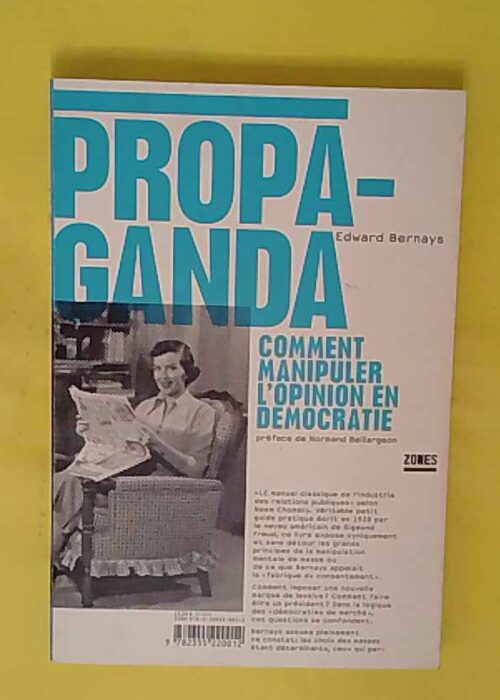 PROPA-
GANDA
Edward Bernays
COMMENT
MANIPULER
L'OPINION EN
DÉMOCRATIE
préface de Normand Baillargeon
ZONES
«LE manuel classique de l'industrie
des relations publiques» selon
Noam Chomsky. Véritable petit
guide pratique écrit en 1928 par
le neveu américain de Sigmund
Freud, ce livre expose cyniquement
et sans détour les grands
principes de la manipulation
mentale de masse ou
de ce que Bernays appelait
la «fabrique du consentement».
Comment imposer une nouvelle
marque de lessive? Comment faire
élire un président? Dans la logique
des «démocraties de marché»,
ces questions se confondent.
Bernays assume pleinement
ce constat: les choix des masses
étant déterminants, ceux qui par-
9 782355 220012